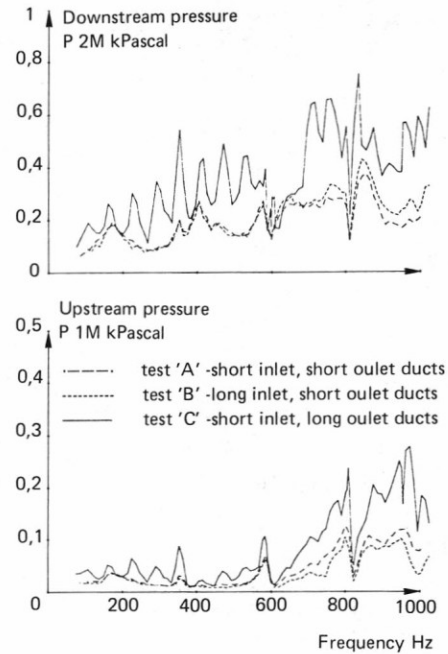 1
Downstream pressure
P 2M kPascal
0,8
0,6
0,4
0,2
0
Upstream pressure
P 1M kPascal
0,5
0,4
test 'A' -short inlet, short oulet ducts
test 'B' -long inlet, short oulet ducts
0,3
test 'C' -short inlet, long oulet ducts
0,2
0,1
0
200
400
600
800
1000
Frequency Hz